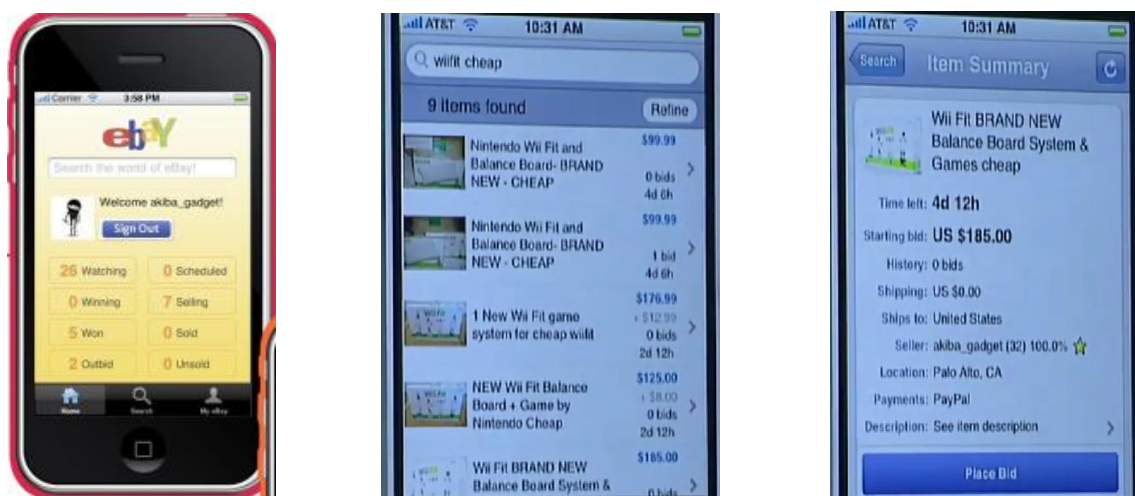 Carrier 3:58 PM
ebaY
Search the world of eBay!
Welcome akiba_gadget!
Sign Out
26 Watching
0 Scheduled
0 Winning
7 Selling
5 Won
0 Sold
2 Outbid
0 Unsold
Home Search My eBay
AT&T 10:31 AM
wiifit cheap
9 items found Refine
Nintendo Wii Fit and
Balance Board- BRAND
NEW - CHEAP
$99.99
0 bids
4d 6h
Nintendo Wii Fit and
Balance Board- BRAND
NEW - CHEAP
$99.99
1 bid
4d 6h
1 New Wii Fit game
system for cheap wiifit
$176.99
+ $12.99
0 bids
2d 12h
NEW Wii Fit Balance
Board + Game by
Nintendo Cheap
$125.00
+ $8.00
0 bids
2d 12h
Wii Fit BRAND NEW
Balance Board System &
$185.00
0 bids
AT&T 10:31 AM
Search Item Summary
Wii Fit BRAND NEW
Balance Board System &
Games cheap
Time left: 4d 12h
Starting bid: US $185.00
History: 0 bids
Shipping: US $0.00
Ships to: United States
Seller: akiba_gadget (32) 100.0%
Location: Palo Alto, CA
Payments: PayPal
Description: See item description
Place Bid